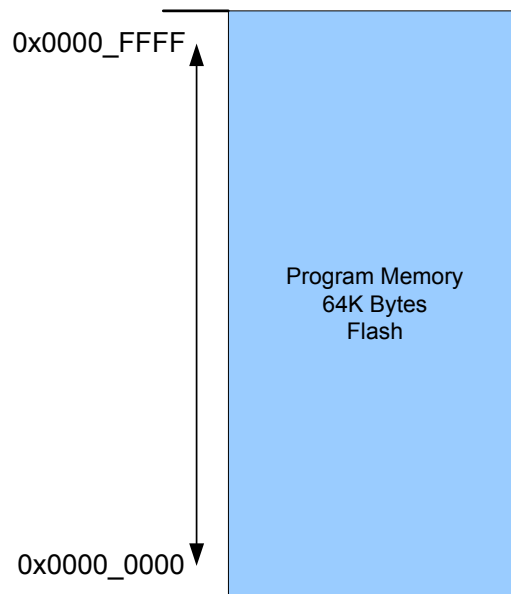 0x0000_FFFF
Program Memory
64K Bytes
Flash
0x0000_0000